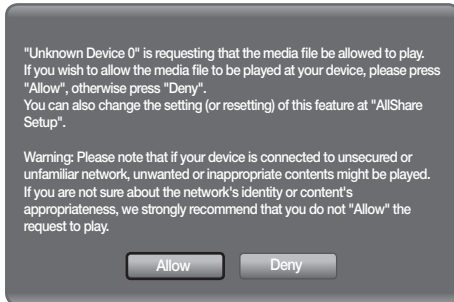 "Unknown Device 0" is requesting that the media file be allowed to play.
If you wish to allow the media file to be played at your device, please press
"Allow", otherwise press "Deny".
You can also change the setting (or resetting) of this feature at "AllShare
Setup".
Warning: Please note that if your device is connected to unsecured or
unfamiliar network, unwanted or inappropriate contents might be played.
If you are not sure about the network's identity or content's
appropriateness, we strongly recommend that you do not "Allow" the
request to play.
Allow Deny